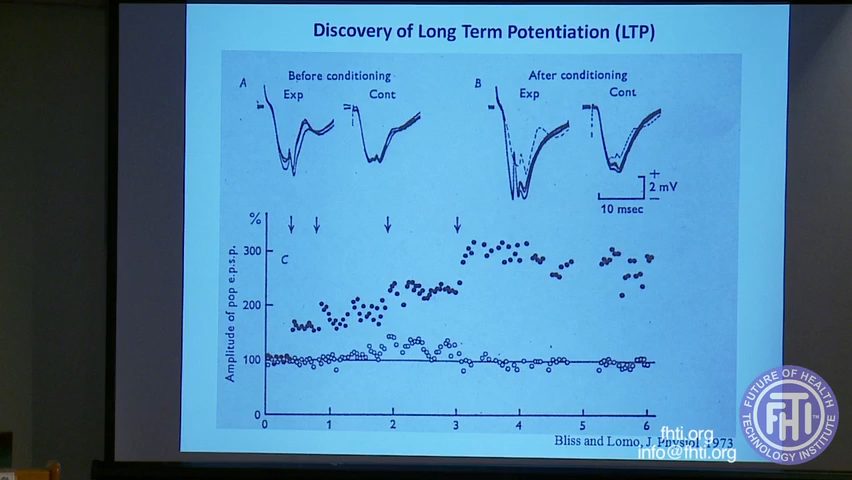 Discovery of Long Term Potentiation (LTP)
A
Before conditioning
Exp
Cont
B
After conditioning
Exp
Cont
+
2 mV
−
10 msec
%
Amplitude of pop e.p.s.p.
300
200
100
0
C
0 1 2 3 4 5 6
Bliss and Lomo, J. Physiol. 1973
fhti.org
info@fhti.org
FUTURE OF HEALTH
FHTI
TM
TECHNOLOGY INSTITUTE